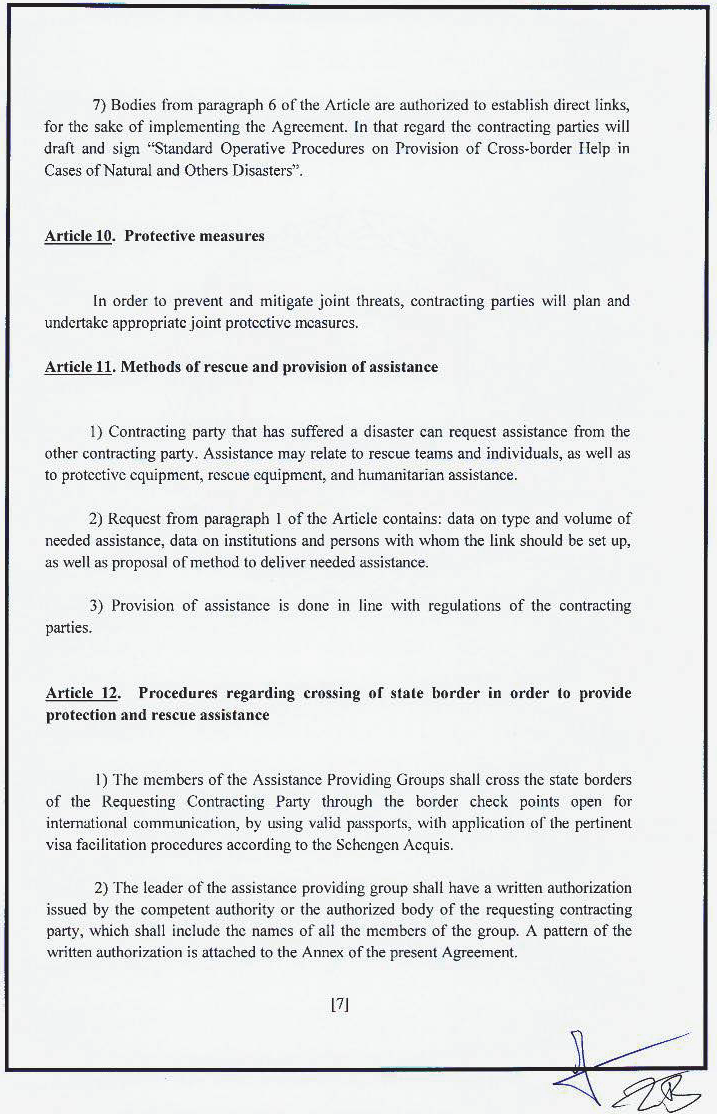 7) Bodies from paragraph 6 of the Article are authorized to establish direct links,
for the sake of implementing the Agreement. In that regard the contracting parties will
draft and sign “Standard Operative Procedures on Provision of Cross-border Help in
Cases of Natural and Others Disasters”.
Article 10. Protective measures
In order to prevent and mitigate joint threats, contracting parties will plan and
undertake appropriate joint protective measures.
Article 11. Methods of rescue and provision of assistance
1) Contracting party that has suffered a disaster can request assistance from the
other contracting party. Assistance may relate to rescue teams and individuals, as well as
to protective equipment, rescue equipment, and humanitarian assistance.
2) Request from paragraph 1 of the Article contains: data on type and volume of
needed assistance, data on institutions and persons with whom the link should be set up,
as well as proposal of method to deliver needed assistance.
3) Provision of assistance is done in line with regulations of the contracting
parties.
Article 12. Procedures regarding crossing of state border in order to provide
protection and rescue assistance
1) The members of the Assistance Providing Groups shall cross the state borders
of the Requesting Contracting Party through the border check points open for
international communication, by using valid passports, with application of the pertinent
visa facilitation procedures according to the Schengen Acquis.
2) The leader of the assistance providing group shall have a written authorization
issued by the competent authority or the authorized body of the requesting contracting
party, which shall include the names of all the members of the group. A pattern of the
written authorization is attached to the Annex of the present Agreement.
[7]